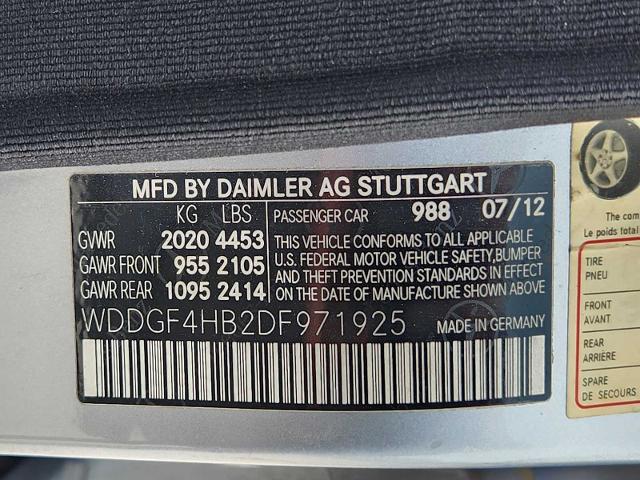 MFD BY DAIMLER AG STUTTGART
KG LBS
GVWR 2020 4453
GAWR FRONT 955 2105
GAWR REAR 1095 2414
PASSENGER CAR 988 07/12
THIS VEHICLE CONFORMS TO ALL APPLICABLE
U.S. FEDERAL MOTOR VEHICLE SAFETY, BUMPER
AND THEFT PREVENTION STANDARDS IN EFFECT
ON THE DATE OF MANUFACTURE SHOWN ABOVE
WDDGF4HB2DF971925 MADE IN GERMANY
The com
Le poids total
TIRE
PNEU
FRONT
AVANT
REAR
ARRIÈRE
SPARE
DE SECOURS